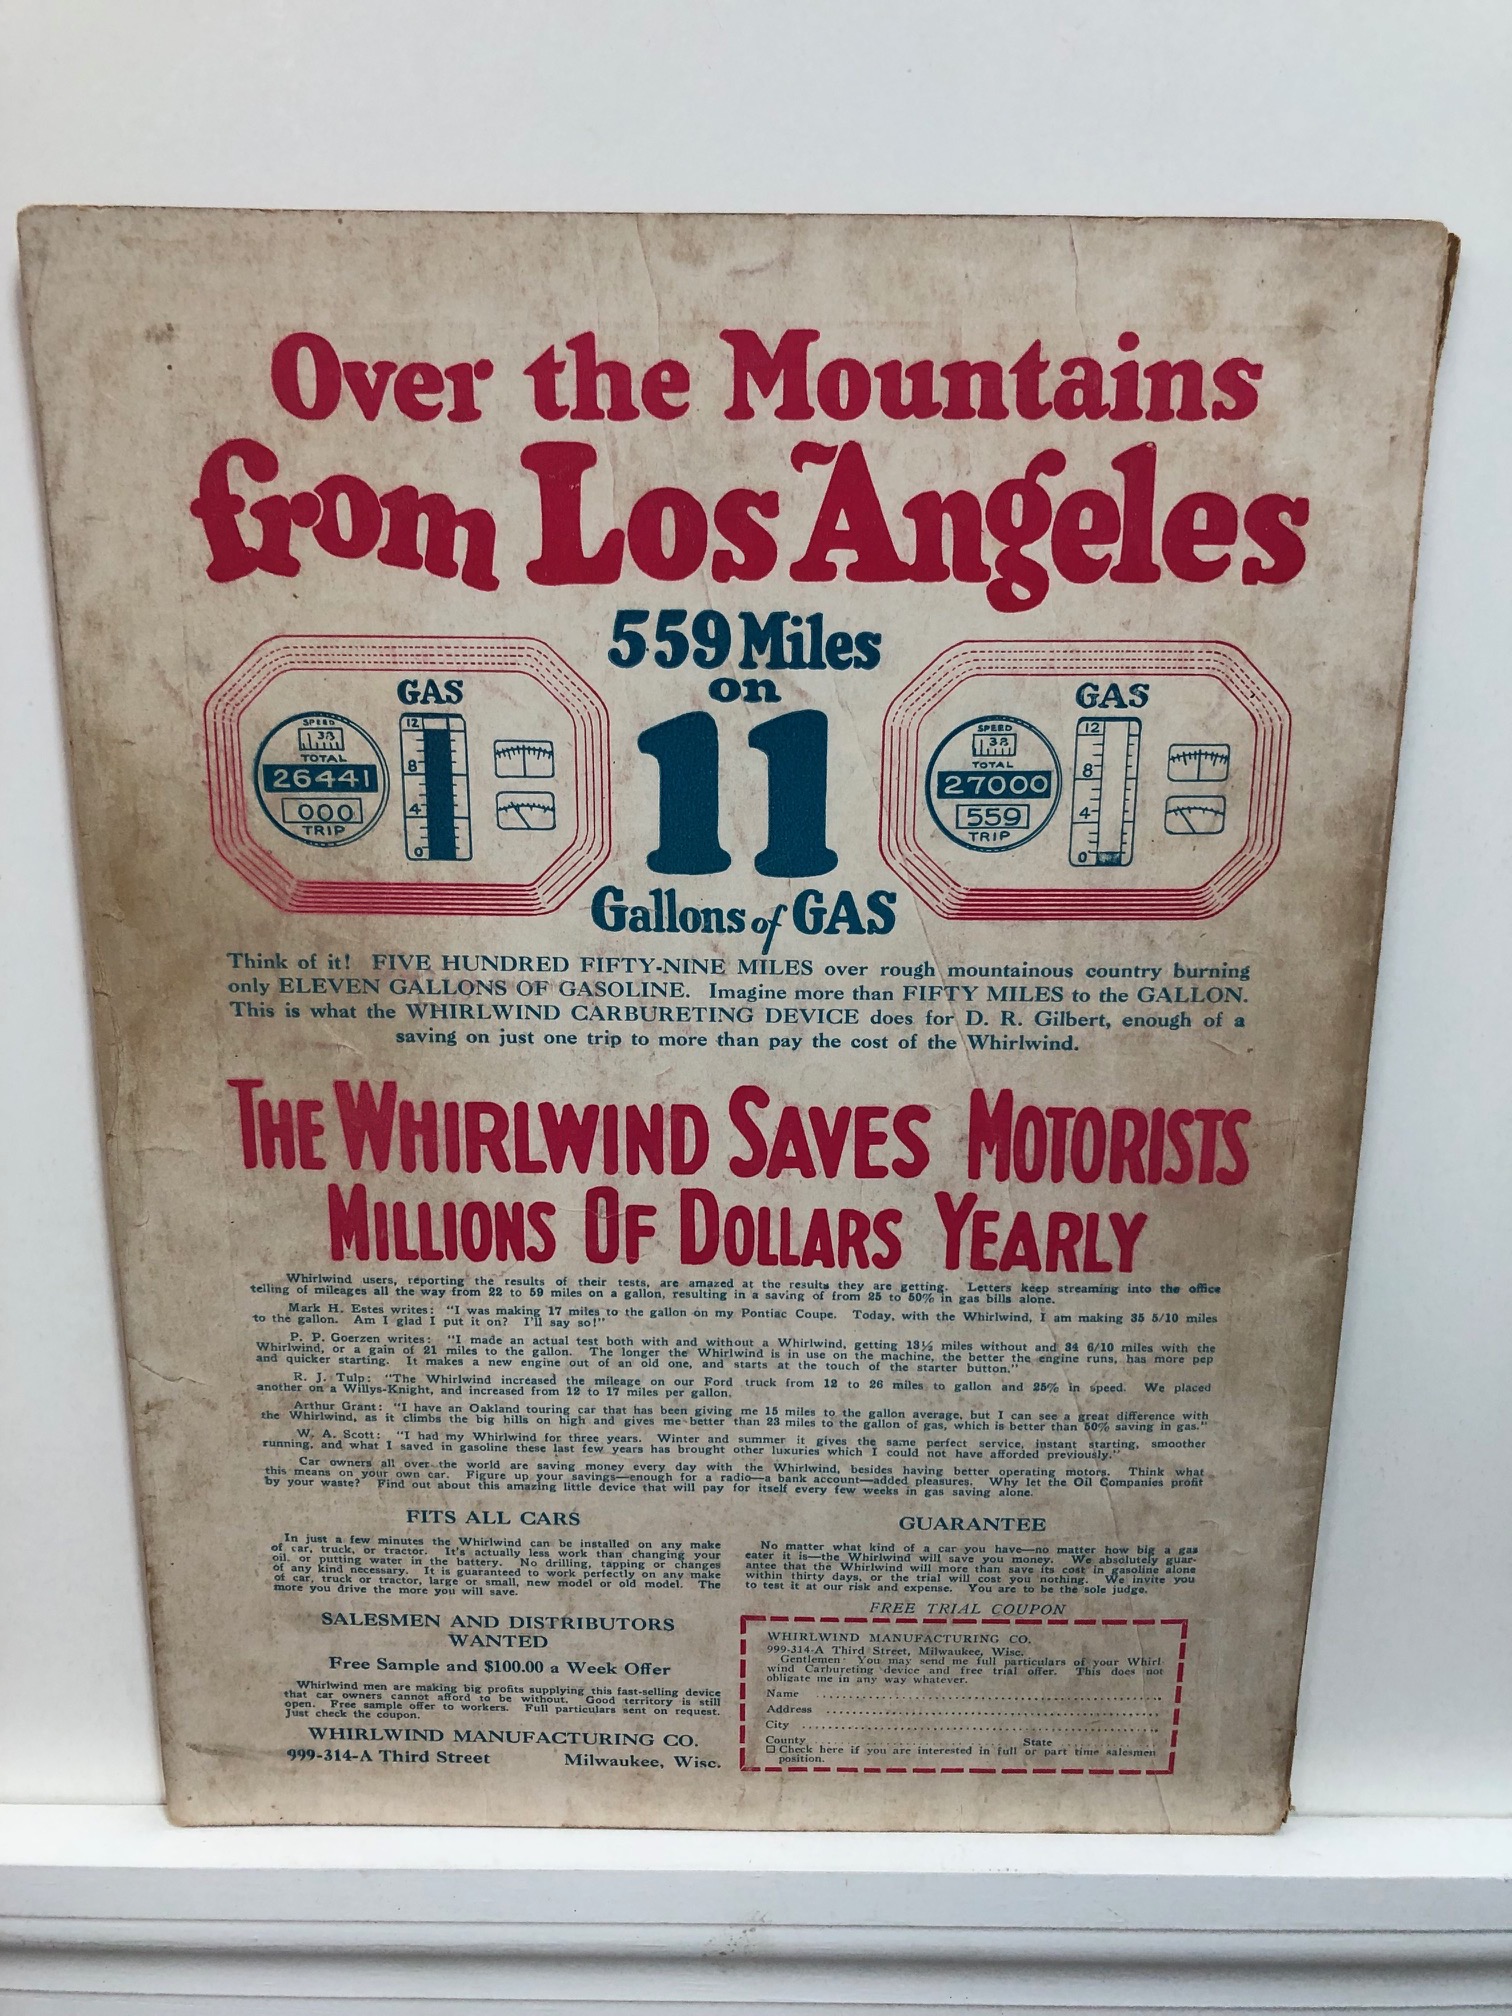 Over the Mountains
from Los Angeles
559 Miles
on
11
Gallons of GAS
GAS
SPEED
38
TOTAL
26441
000
TRIP
12
8
4
0
GAS
SPEED
38
TOTAL
27000
559
TRIP
12
8
4
0
Think of it! FIVE HUNDRED FIFTY-NINE MILES over rough mountainous country burning
only ELEVEN GALLONS OF GASOLINE. Imagine more than FIFTY MILES to the GALLON.
This is what the WHIRLWIND CARBURETING DEVICE does for D. R. Gilbert, enough of a
saving on just one trip to more than pay the cost of the Whirlwind.
THE WHIRLWIND SAVES MOTORISTS
MILLIONS OF DOLLARS YEARLY
Whirlwind users, reporting the results of their tests, are amazed at the results they are getting. Letters keep streaming into the office
telling of mileages all the way from 22 to 59 miles on a gallon, resulting in a saving of from 25 to 50% in gas bills alone.
Mark H. Estes writes: "I was making 17 miles to the gallon on my Pontiac Coupe. Today, with the Whirlwind, I am making 35 5/10 miles
to the gallon. Am I glad I put it on? I'll say so!"
P. P. Goerzen writes: "I made an actual test both with and without a Whirlwind, getting 13½ miles without and 34 6/10 miles with the
Whirlwind, or a gain of 21 miles to the gallon. The longer the Whirlwind is in use on the machine, the better the engine runs, has more pep
and quicker starting. It makes a new engine out of an old one, and starts at the touch of the starter button."
R. J. Tulp: "The Whirlwind increased the mileage on our Ford truck from 12 to 26 miles to gallon and 25% in speed. We placed
another on a Willys-Knight, and increased from 12 to 17 miles per gallon.
Arthur Grant: "I have an Oakland touring car that has been giving me 15 miles to the gallon average, but I can see a great difference with
the Whirlwind, as it climbs the big hills on high and gives me better than 23 miles to the gallon of gas, which is better than 50% saving in gas."
W. A. Scott: "I had my Whirlwind for three years. Winter and summer it gives the same perfect service, instant starting, smoother
running, and what I saved in gasoline these last few years has brought other luxuries which I could not have afforded previously."
Car owners all over the world are saving money every day with the Whirlwind, besides having better operating motors. Think what
this means on your own car. Figure up your savings—enough for a radio—a bank account—added pleasures. Why let the Oil Companies profit
by your waste? Find out about this amazing little device that will pay for itself every few weeks in gas saving alone.
FITS ALL CARS
In just a few minutes the Whirlwind can be installed on any make
of car, truck, or tractor. It's actually less work than changing your
oil, or putting water in the battery. No drilling, tapping or changes
of any kind necessary. It is guaranteed to work perfectly on any make
of car, truck or tractor, large or small, new model or old model. The
more you drive the more you will save.
SALESMEN AND DISTRIBUTORS
WANTED
Free Sample and $100.00 a Week Offer
Whirlwind men are making big profits supplying this fast-selling device
that car owners cannot afford to be without. Good territory is still
open. Free sample offer to workers. Full particulars sent on request.
Just check the coupon.
WHIRLWIND MANUFACTURING CO.
999-314-A Third Street Milwaukee, Wisc.
GUARANTEE
No matter what kind of a car you have—no matter how big a gas
eater it is—the Whirlwind will save you money. We absolutely guar-
antee that the Whirlwind will more than save its cost in gasoline alone
within thirty days, or the trial will cost you nothing. We invite you
to test it at our risk and expense. You are to be the sole judge.
FREE TRIAL COUPON
WHIRLWIND MANUFACTURING CO.
999-314-A Third Street, Milwaukee, Wisc.
Gentlemen: You may send me full particulars of your Whirl-
wind Carbureting device and free trial offer. This does not
obligate me in any way whatever.
Name
Address
City
County State
Check here if you are interested in full or part time salesmen
position.